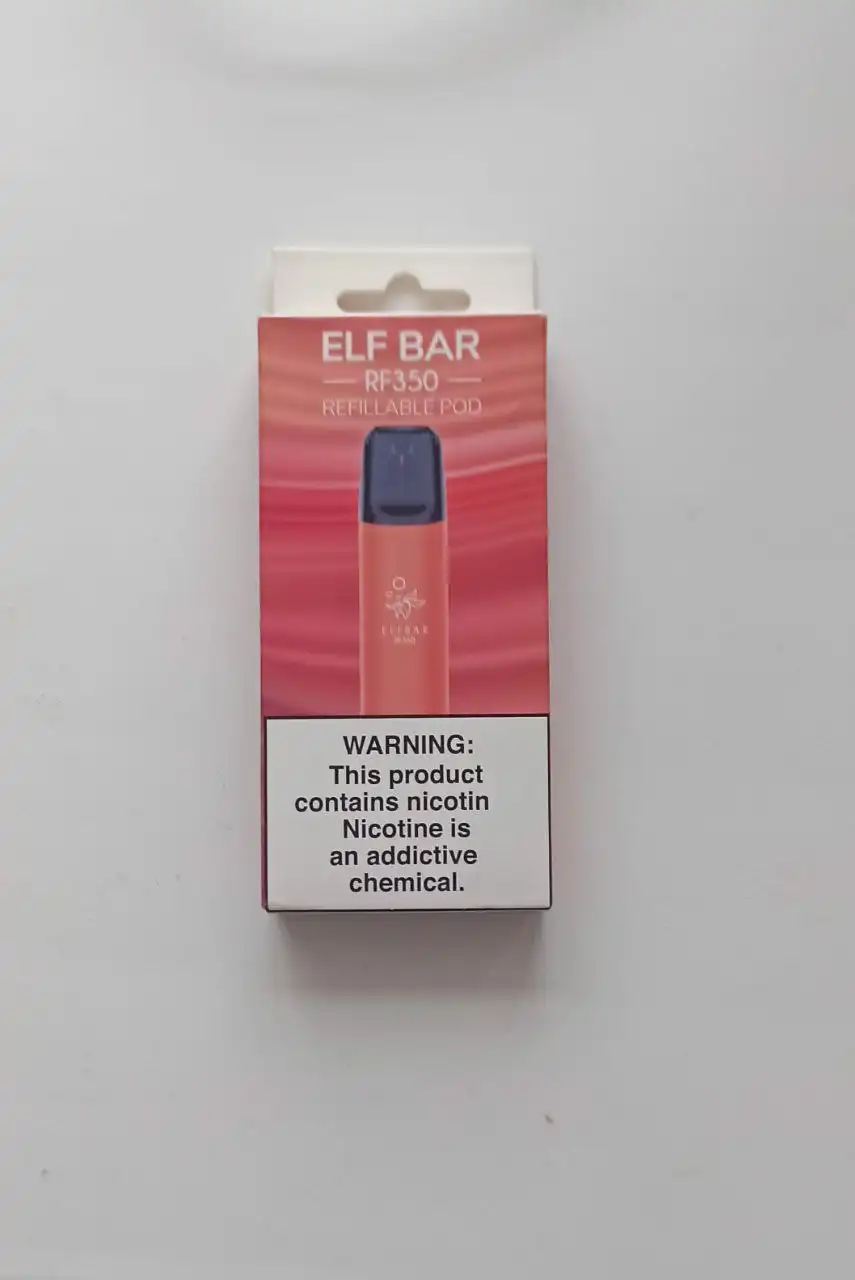 ELF BAR
RF350
REFILLABLE POD
ELFBAR
WARNING:
This product
contains nicotin
Nicotine is
an addictive
chemical.